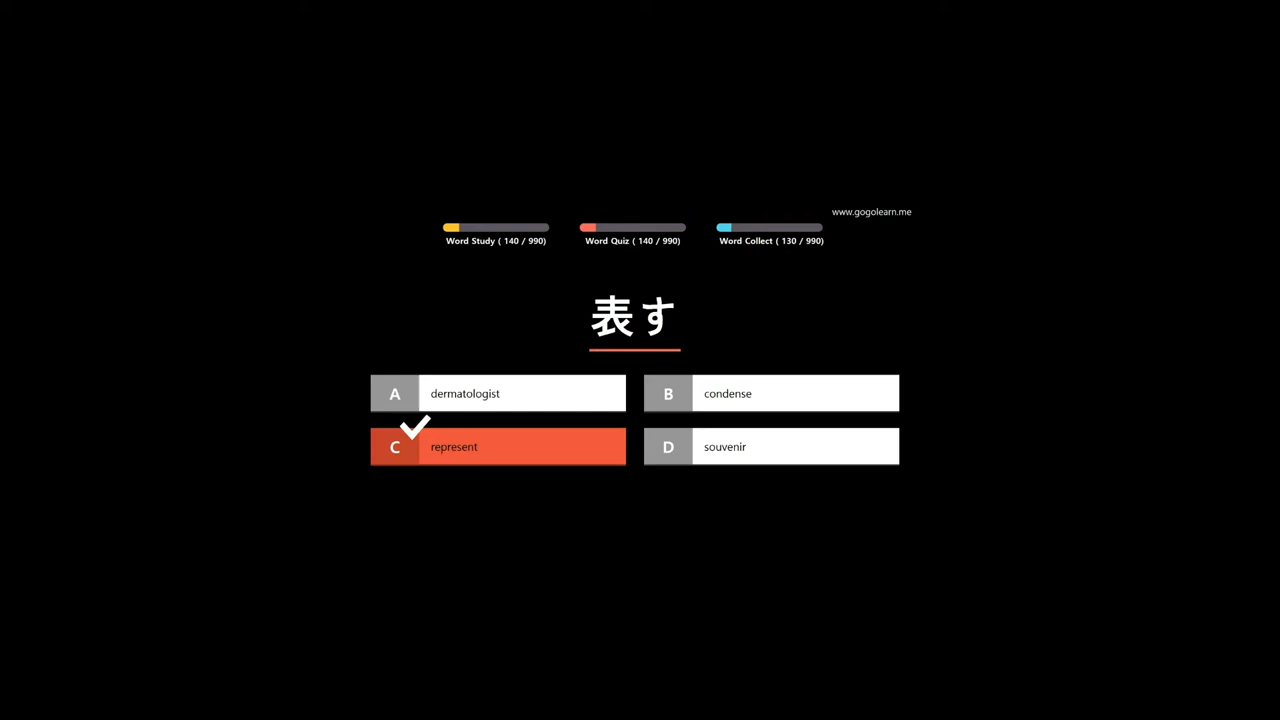 www.gogolearn.me
Word Study ( 140 / 990)
Word Quiz ( 140 / 990)
Word Collect ( 130 / 990)
表す
A dermatologist
B condense
C represent
D souvenir